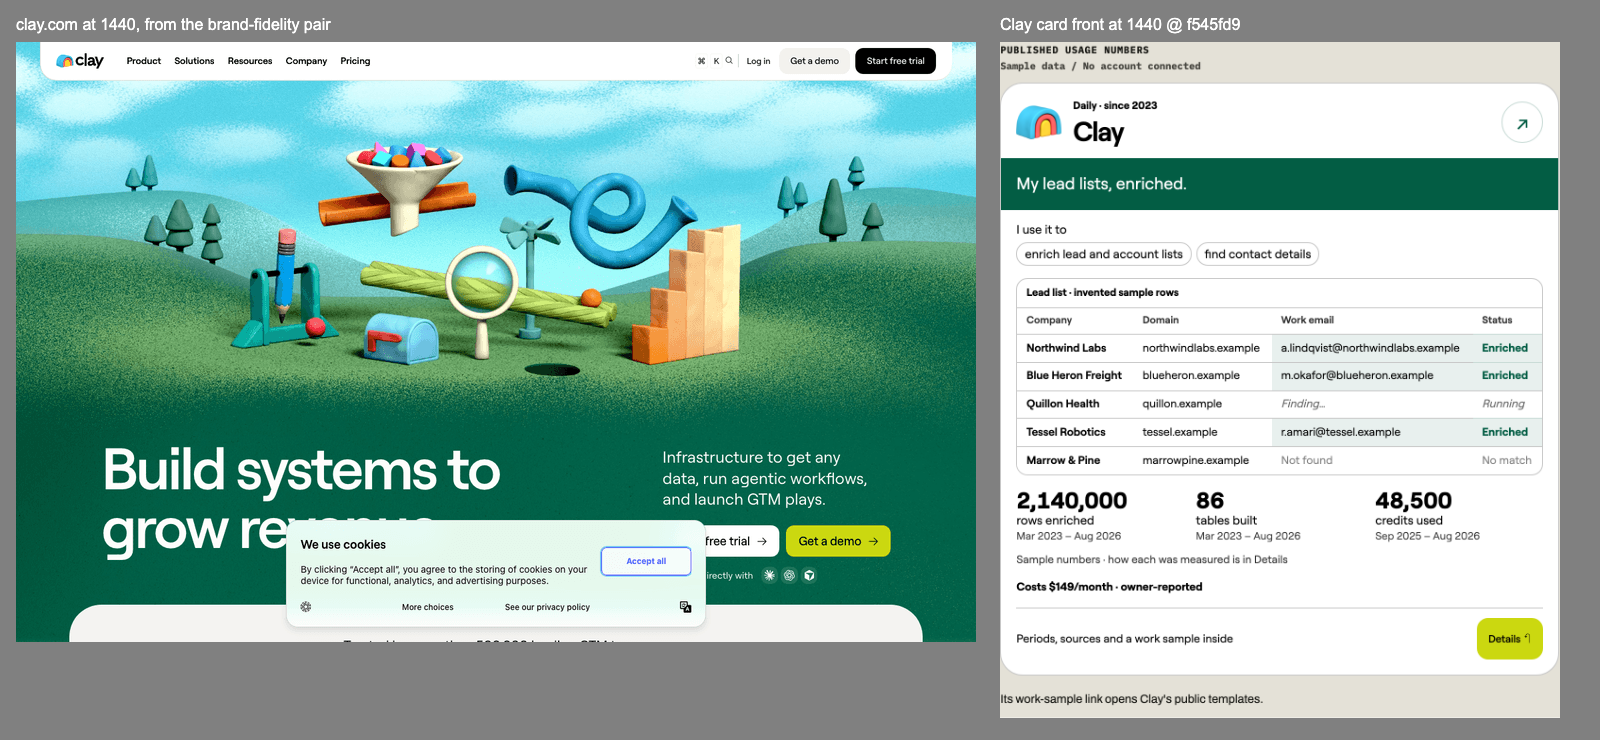 clay.com at 1440, from the brand-fidelity pair
clay
Product Solutions Resources Company Pricing
⌘ K Log in Get a demo Start free trial
Build systems to
grow
Infrastructure to get any
data, run agentic workflows,
and launch GTM plays.
free trial → Get a demo →
directly with
We use cookies
By clicking "Accept all", you agree to the storing of cookies on your
device for functional, analytics, and advertising purposes.
Accept all
More choices See our privacy policy
Clay card front at 1440 @ f545fd9
PUBLISHED USAGE NUMBERS
Sample data / No account connected
Daily · since 2023
Clay
My lead lists, enriched.
I use it to
enrich lead and account lists find contact details
Lead list · invented sample rows
Company Domain Work email Status
Northwind Labs northwindlabs.example a.lindqvist@northwindlabs.example Enriched
Blue Heron Freight blueheron.example m.okafor@blueheron.example Enriched
Quillon Health quillon.example Finding... Running
Tessel Robotics tessel.example r.amari@tessel.example Enriched
Marrow & Pine marrowpine.example Not found No match
2,140,000 86 48,500
rows enriched tables built credits used
Mar 2023 – Aug 2026 Mar 2023 – Aug 2026 Sep 2025 – Aug 2026
Sample numbers · how each was measured is in Details
Costs $149/month · owner-reported
Periods, sources and a work sample inside
Details
Its work-sample link opens Clay's public templates.